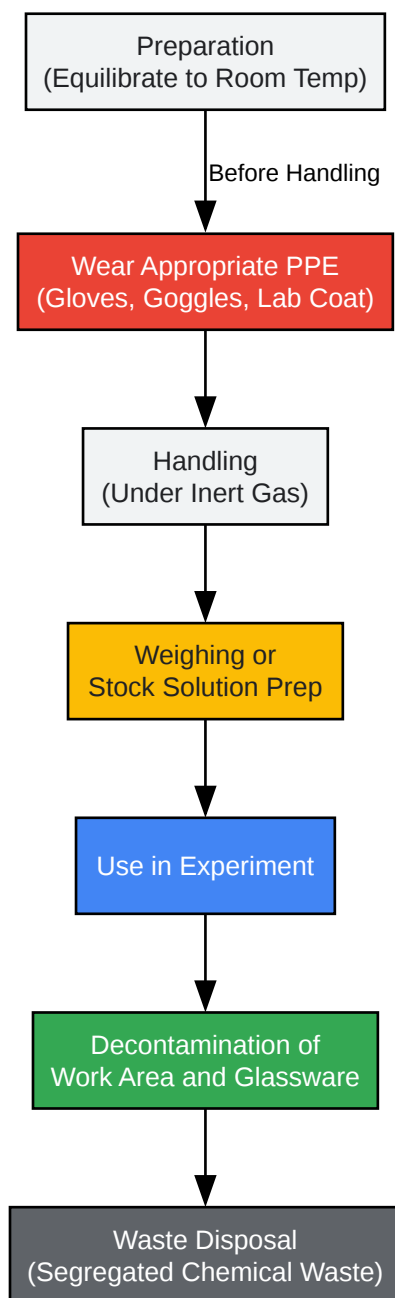 Preparation
(Equilibrate to Room Temp)
Before Handling
Wear Appropriate PPE
(Gloves, Goggles, Lab Coat)
Handling
(Under Inert Gas)
Weighing or
Stock Solution Prep
Use in Experiment
Decontamination of
Work Area and Glassware
Waste Disposal
(Segregated Chemical Waste)